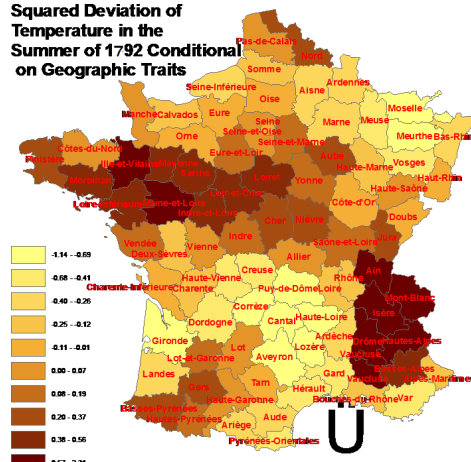 Squared Deviation of
Temperature in the
Summer of 1792 Conditional
on Geographic Traits
Pas-de-Calais
Nord
Somme
Seine-Inférieure
Aisne
Ardennes
Oise
Manche
Calvados
Eure
Seine
Seine-et-Oise
Seine-et-Marne
Marne
Meuse
Moselle
Meurthe
Bas-Rhin
Orne
Eure-et-Loir
Aube
Haute-Marne
Vosges
Haut-Rhin
Haute-Saône
Finistère
Côtes-du-Nord
Ille-et-Vilaine
Mayenne
Sarthe
Morbihan
Loiret
Loir-et-Cher
Yonne
Côte-d'Or
Doubs
Loire-Inférieure
Maine-et-Loire
Indre-et-Loire
Cher
Nièvre
Jura
Saône-et-Loire
Vendée
Deux-Sèvres
Vienne
Indre
Allier
Ain
Rhône
Mont-Blanc
Charente-Inférieure
Charente
Haute-Vienne
Creuse
Puy-de-Dôme
Loire
Isère
Corrèze
Cantal
Haute-Loire
Dordogne
Gironde
Lot-et-Garonne
Lot
Aveyron
Lozère
Ardèche
Drôme
Hautes-Alpes
Vaucluse
Basses-Alpes
Alpes-Maritimes
Vaucluse
Landes
Gers
Tarn
Haute-Garonne
Hérault
Gard
Bouches-du-Rhône
Var
Basses-Pyrénées
Hautes-Pyrénées
Ariége
Aude
Pyrénées-Orientales
-1.14 - -0.69
-0.68 - -0.41
-0.40 - -0.26
-0.25 - -0.12
-0.11 - -0.01
0.00 - 0.07
0.08 - 0.19
0.20 - 0.37
0.38 - 0.56
Ü